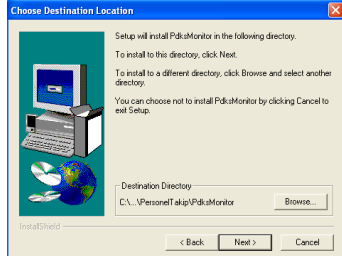 Choose Destination Location
Setup will install PdksMonitor in the following directory.
To install to this directory, click Next.
To install to a different directory, click Browse and select another
directory.
You can choose not to install PdksMonitor by clicking Cancel to
exit Setup.
Destination Directory
C:\...\PersonelTakip\PdksMonitor
Browse...
InstallShield
< Back
Next >
Cancel